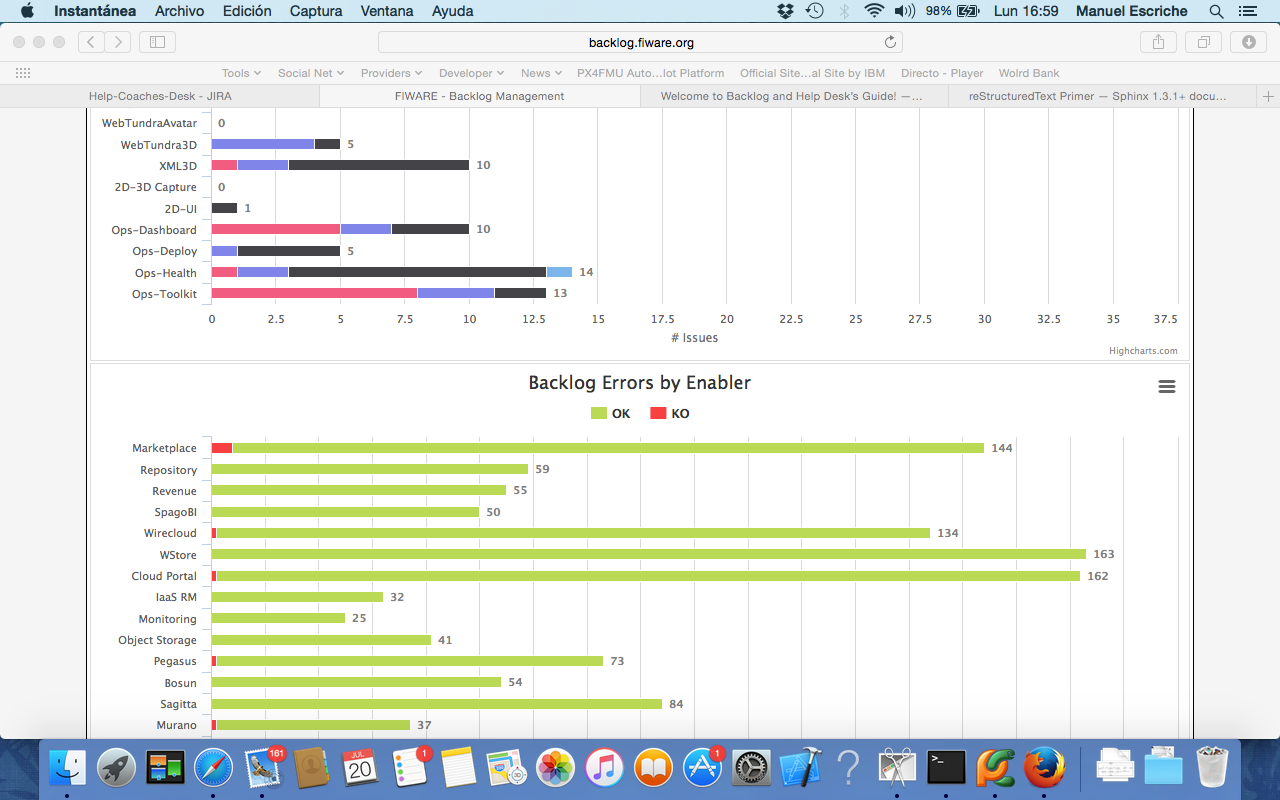 Instantánea Archivo Edición Captura Ventana Ayuda 98% Lun 16:59 Manuel Escriche
backlog.fiware.org
Tools Social Net Providers Developer News PX4FMU Auto...lot Platform Official Site...al Site by IBM Directo - Player Wolrd Bank
Help-Coaches-Desk - JIRA FIWARE - Backlog Management Welcome to Backlog and Help Desk's Guide! —... reStructuredText Primer — Sphinx 1.3.1+ docu... +
WebTundraAvatar 0
WebTundra3D 5
XML3D 10
2D-3D Capture 0
2D-UI 1
Ops-Dashboard 10
Ops-Deploy 5
Ops-Health 14
Ops-Toolkit 13
0 2.5 5 7.5 10 12.5 15 17.5 20 22.5 25 27.5 30 32.5 35 37.5
# Issues
Highcharts.com
Backlog Errors by Enabler
OK KO
Marketplace 144
Repository 59
Revenue 55
SpagoBI 50
Wirecloud 134
WStore 163
Cloud Portal 162
IaaS RM 32
Monitoring 25
Object Storage 41
Pegasus 73
Bosun 54
Sagitta 84
Murano 37
161 JUL 20 1 1 ? >_